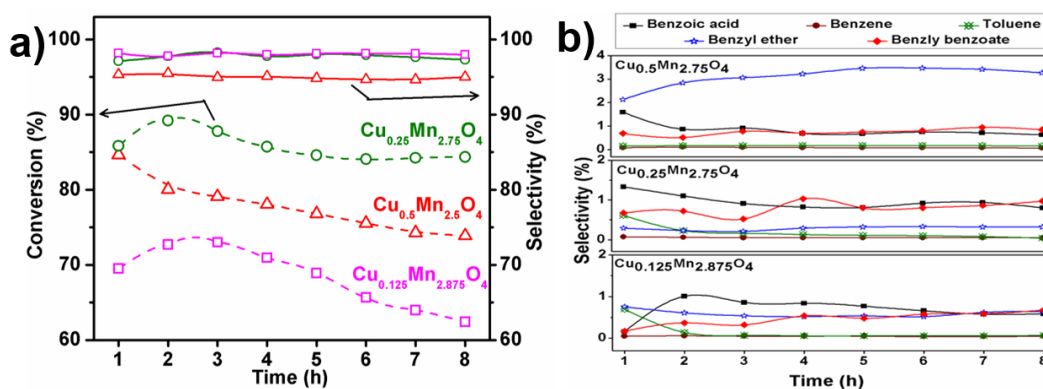 a)
100
90
80
70
60
Conversion (%)
100
90
80
70
60
Selectivity (%)
Cu0.25Mn2.75O4
Cu0.5Mn2.5O4
Cu0.125Mn2.875O4
1 2 3 4 5 6 7 8
Time (h)
b)
Benzoic acid Benzene Toluene
Benzyl ether Benzly benzoate
Cu0.5Mn2.75O4
3
2
1
0
2
Cu0.25Mn2.75O4
1
0
2
Cu0.125Mn2.875O4
1
0
Selectivity (%)
1 2 3 4 5 6 7 8
Time (h)